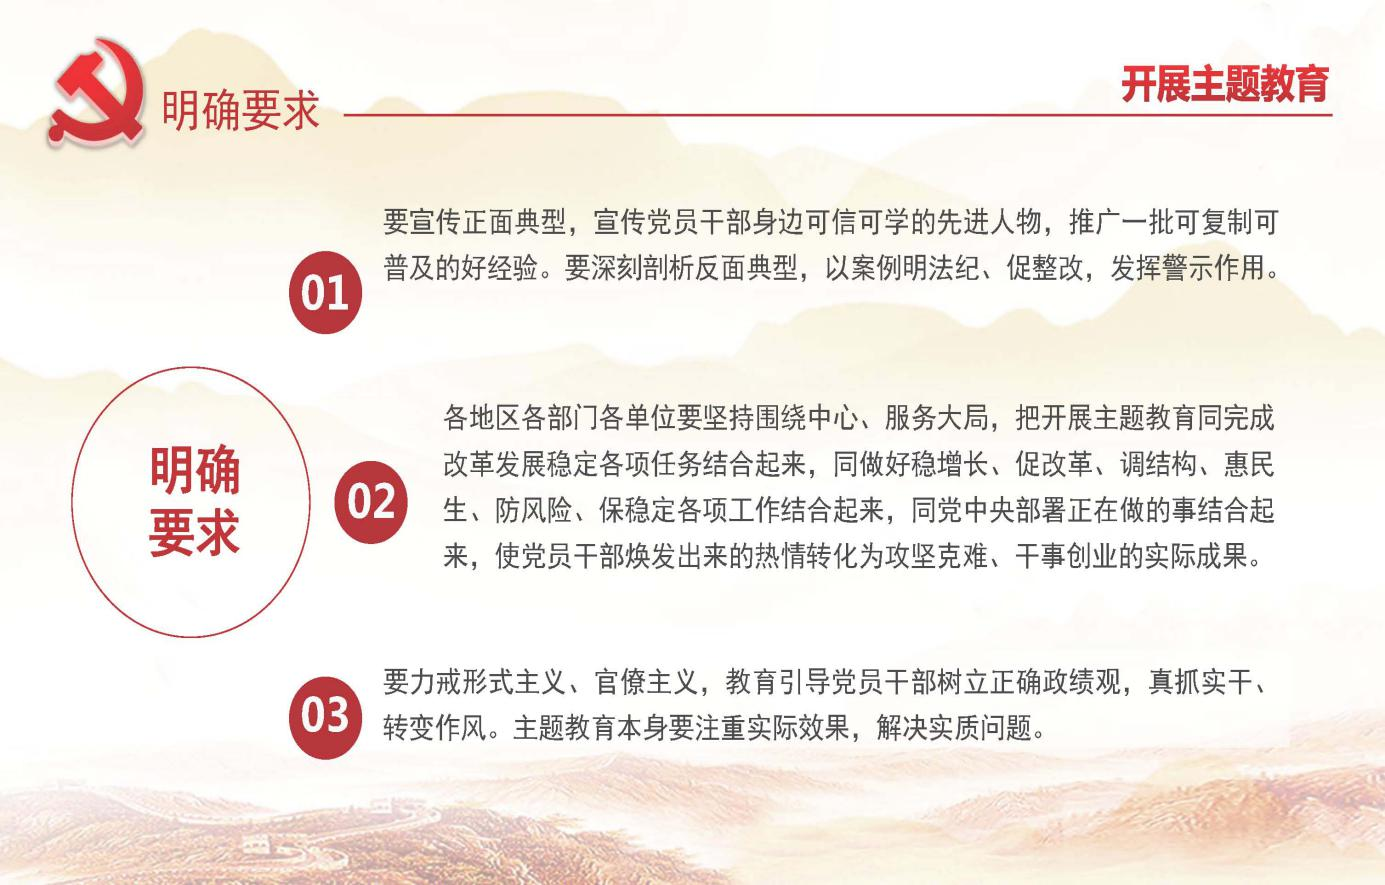 明确要求
开展主题教育
01
要宣传正面典型，宣传党员干部身边可信可学的先进人物，推广一批可复制可
普及的好经验。要深刻剖析反面典型，以案例明法纪、促整改，发挥警示作用。
明确
要求
02
各地区各部门各单位要坚持围绕中心、服务大局，把开展主题教育同完成
改革发展稳定各项任务结合起来，同做好稳增长、促改革、调结构、惠民
生、防风险、保稳定各项工作结合起来，同党中央部署正在做的事结合起
来，使党员干部焕发出来的热情转化为攻坚克难、干事创业的实际成果。
03
要力戒形式主义、官僚主义，教育引导党员干部树立正确政绩观，真抓实干、
转变作风。主题教育本身要注重实际效果，解决实质问题。